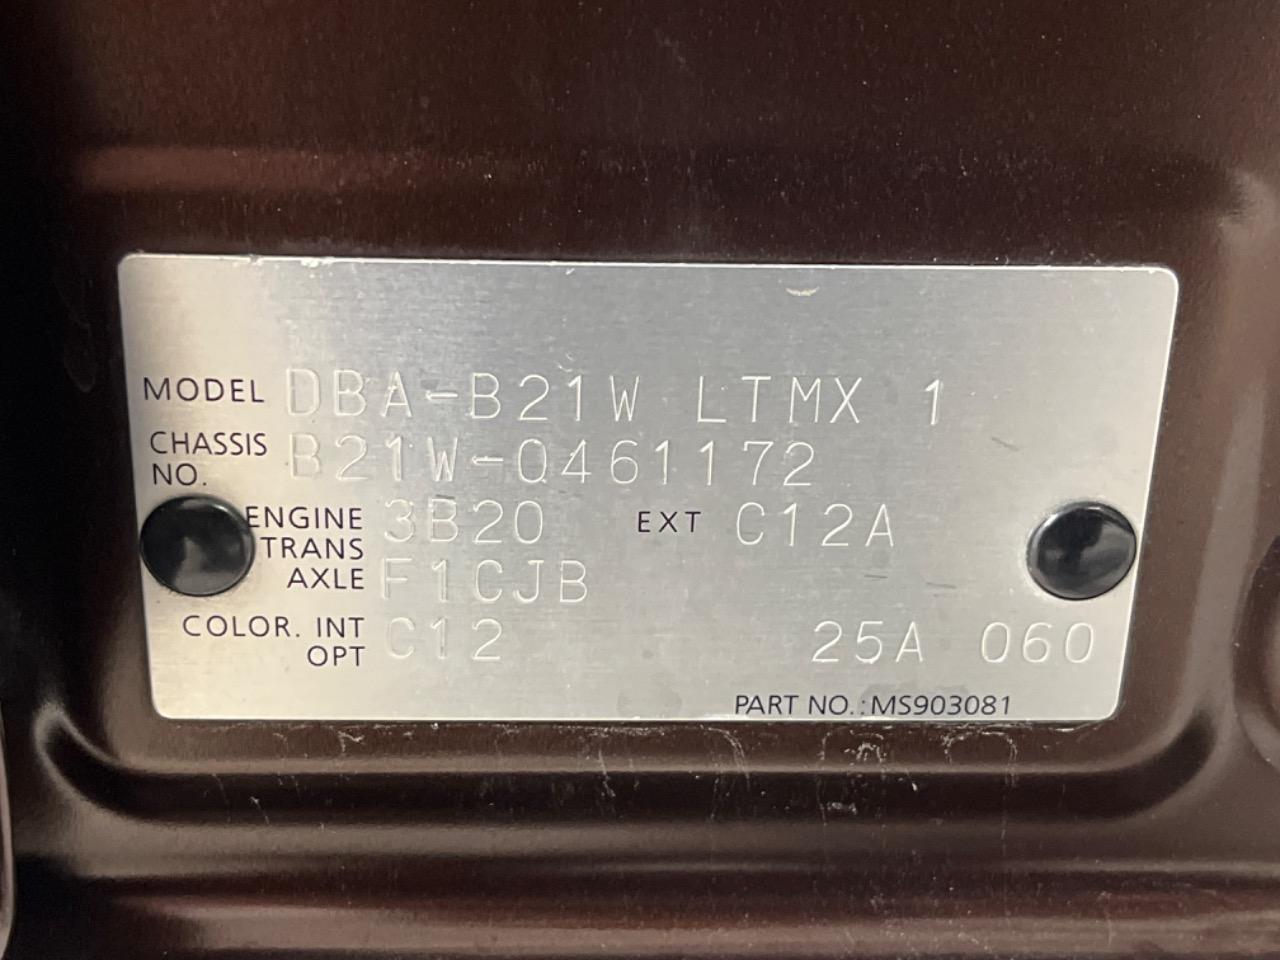 MODEL DBA-B21W LTMX 1
CHASSIS NO. B21W-0461172
ENGINE 3B20 EXT C12A
TRANS AXLE F1CJB
COLOR. INT OPT C12 25A 060
PART NO.:MS903081